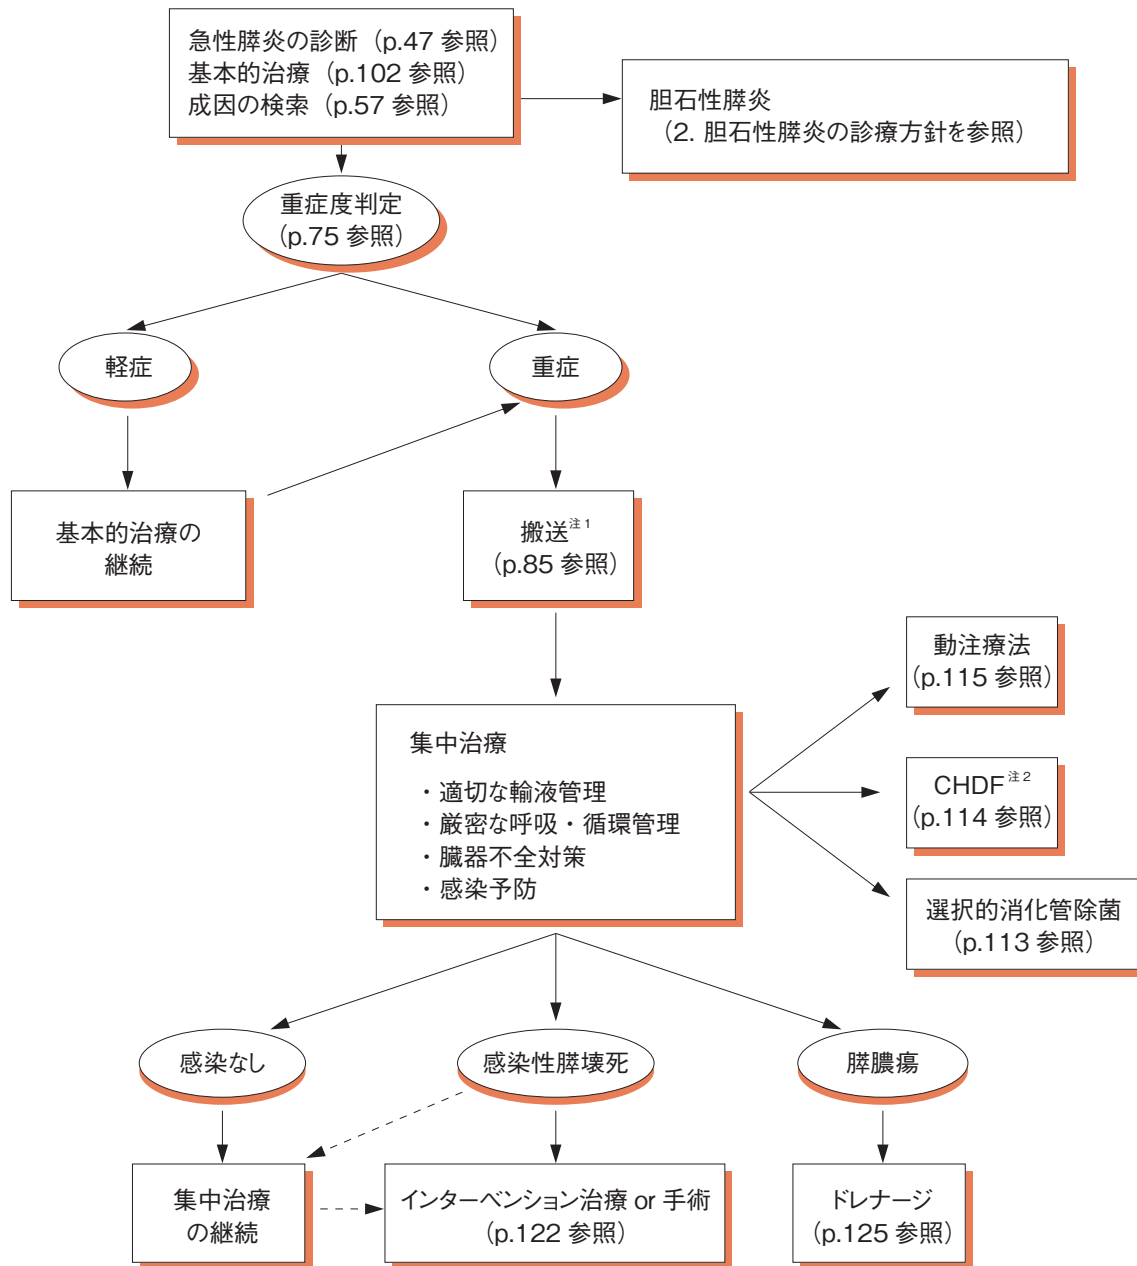 急性膵炎の診断（p.47 参照）
基本的治療（p.102 参照）
成因の検索（p.57 参照）
胆石性膵炎
（2. 胆石性膵炎の診療方針を参照）
重症度判定
（p.75 参照）
軽症
重症
基本的治療の
継続
搬送注1
（p.85 参照）
動注療法
（p.115 参照）
集中治療
・適切な輸液管理
・厳密な呼吸・循環管理
・臓器不全対策
・感染予防
CHDF注2
（p.114 参照）
選択的消化管除菌
（p.113 参照）
感染なし
感染性膵壊死
膵膿瘍
集中治療
の継続
インターベンション治療 or 手術
（p.122 参照）
ドレナージ
（p.125 参照）